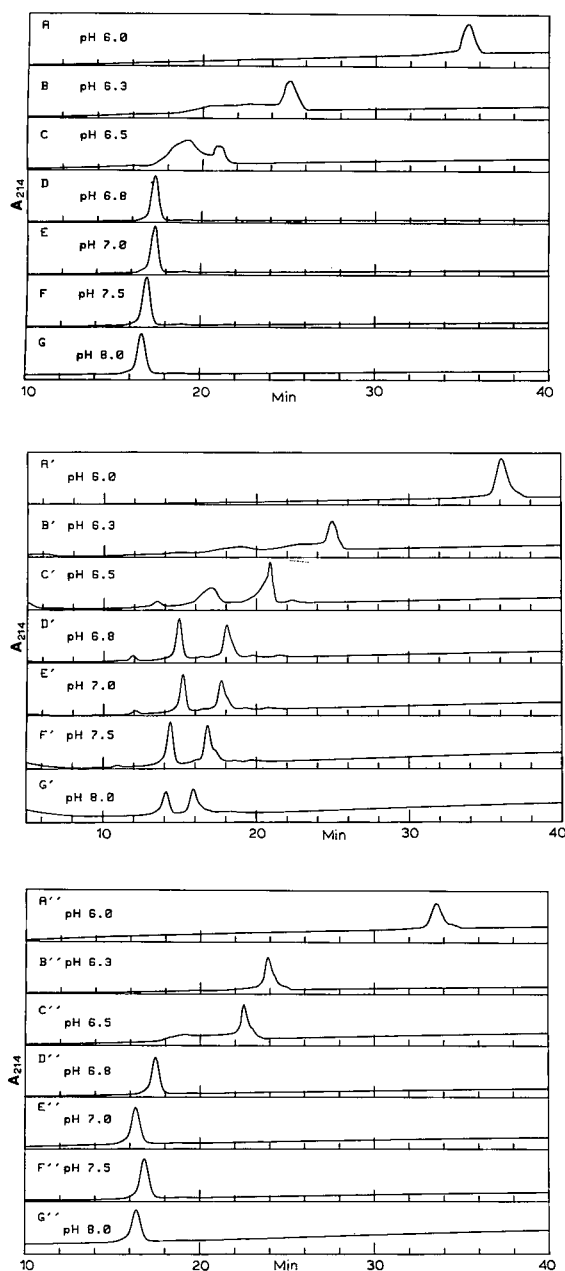 A pH 6.0
B pH 6.3
C pH 6.5
D pH 6.8
E pH 7.0
F pH 7.5
G pH 8.0
A214
10 20 30 40
Min
A' pH 6.0
B' pH 6.3
C' pH 6.5
D' pH 6.8
E' pH 7.0
F' pH 7.5
G' pH 8.0
A214
10 20 Min 30 40
A'' pH 6.0
B'' pH 6.3
C'' pH 6.5
D'' pH 6.8
E'' pH 7.0
F'' pH 7.5
G'' pH 8.0
A214
10 20 Min 30 40